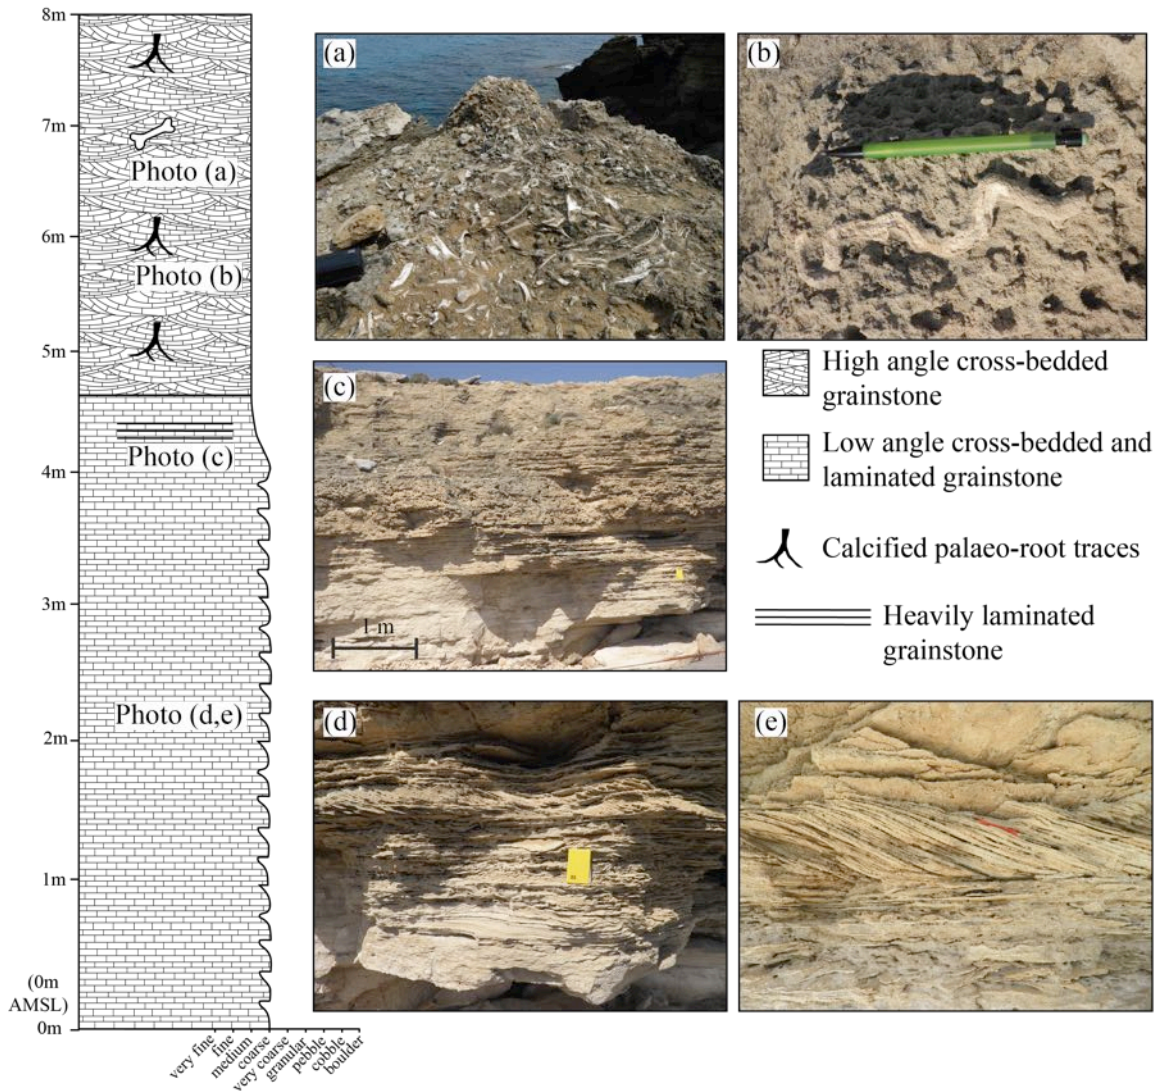 8m
7m
Photo (a)
6m
Photo (b)
5m
Photo (c)
4m
3m
Photo (d,e)
2m
1m
(0m
AMSL)
0m
very fine
fine
medium
coarse
very coarse
granular
pebble
cobble
boulder
(a)
(b)
(c)
1 m
High angle cross-bedded
grainstone
Low angle cross-bedded and
laminated grainstone
Calcified palaeo-root traces
Heavily laminated
grainstone
(d)
(e)